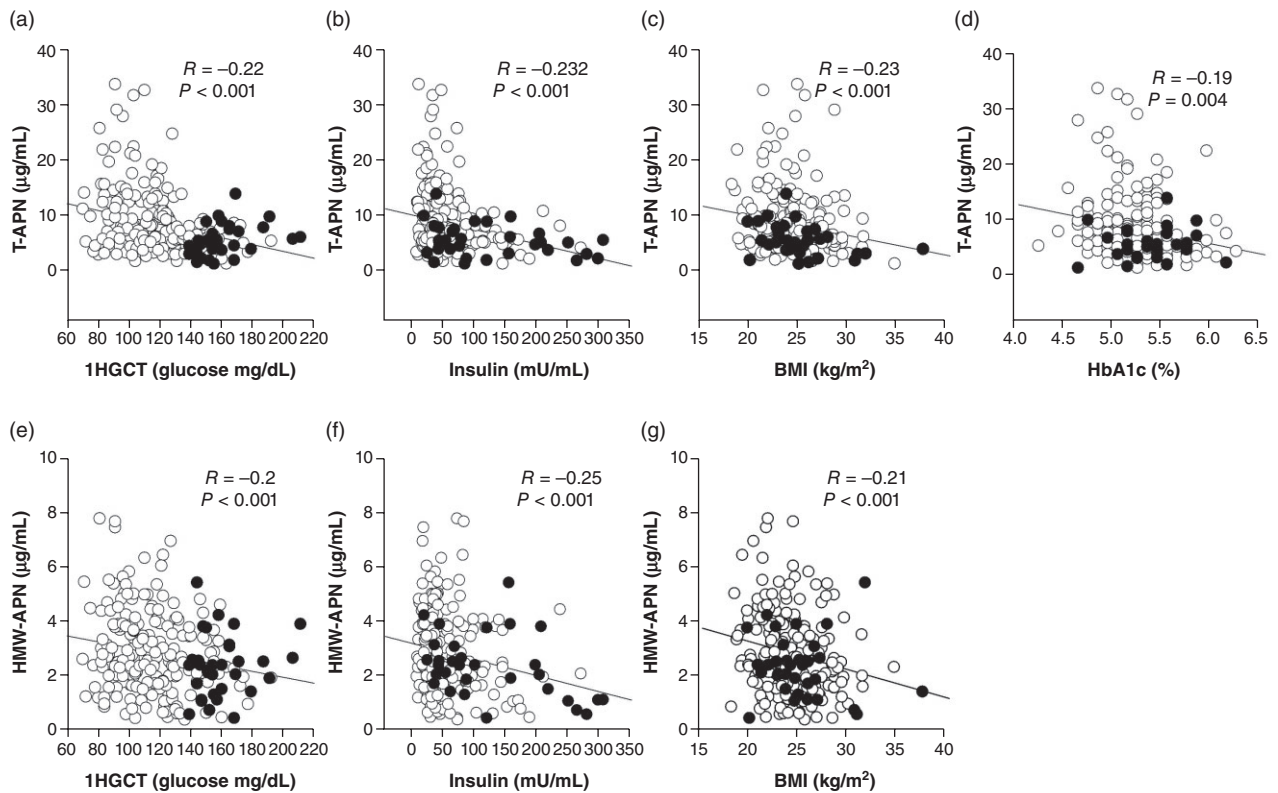 (a)
R = –0.22
P < 0.001
T-APN (μg/mL)
40
30
20
10
0
60 80 100 120 140 160 180 200 220
1HGCT (glucose mg/dL)
(b)
R = –0.232
P < 0.001
T-APN (μg/mL)
40
30
20
10
0
0 50 100 150 200 250 300 350
Insulin (mU/mL)
(c)
R = –0.23
P < 0.001
T-APN (μg/mL)
40
30
20
10
0
15 20 25 30 35 40
BMI (kg/m²)
(d)
R = –0.19
P = 0.004
T-APN (μg/mL)
40
30
20
10
0
4.0 4.5 5.0 5.5 6.0 6.5
HbA1c (%)
(e)
R = –0.2
P < 0.001
HMW-APN (μg/mL)
10
8
6
4
2
0
60 80 100 120 140 160 180 200 220
1HGCT (glucose mg/dL)
(f)
R = –0.25
P < 0.001
HMW-APN (μg/mL)
10
8
6
4
2
0
0 50 100 150 200 250 300 350
Insulin (mU/mL)
(g)
R = –0.21
P < 0.001
HMW-APN (μg/mL)
10
8
6
4
2
0
15 20 25 30 35 40
BMI (kg/m²)